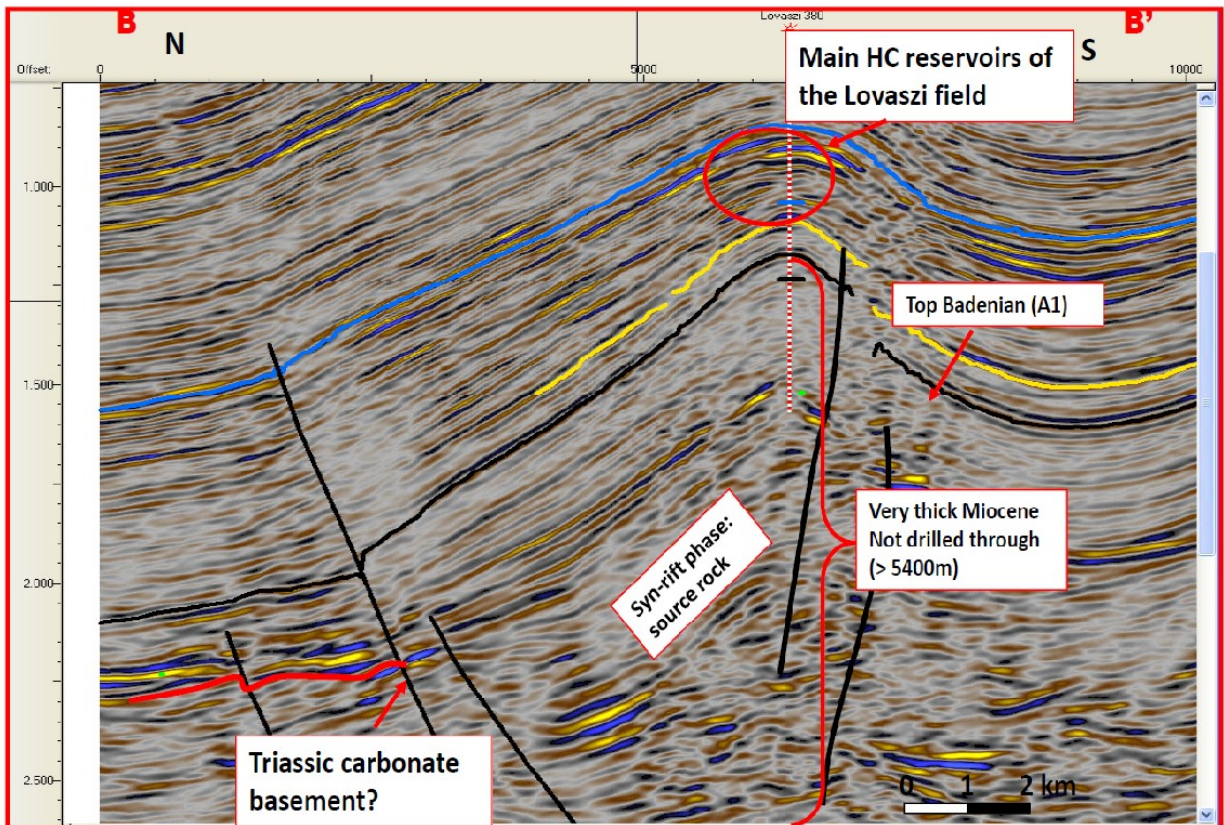 Lovaszi 380
B
B'
N
S
Offset:
0
5000
10000
Main HC reservoirs of
the Lovaszi field
1.000
Top Badenian (A1)
1.500
Very thick Miocene
Not drilled through
(> 5400m)
Syn-rift phase:
source rock
2.000
Triassic carbonate
basement?
2.500
0 1 2 km